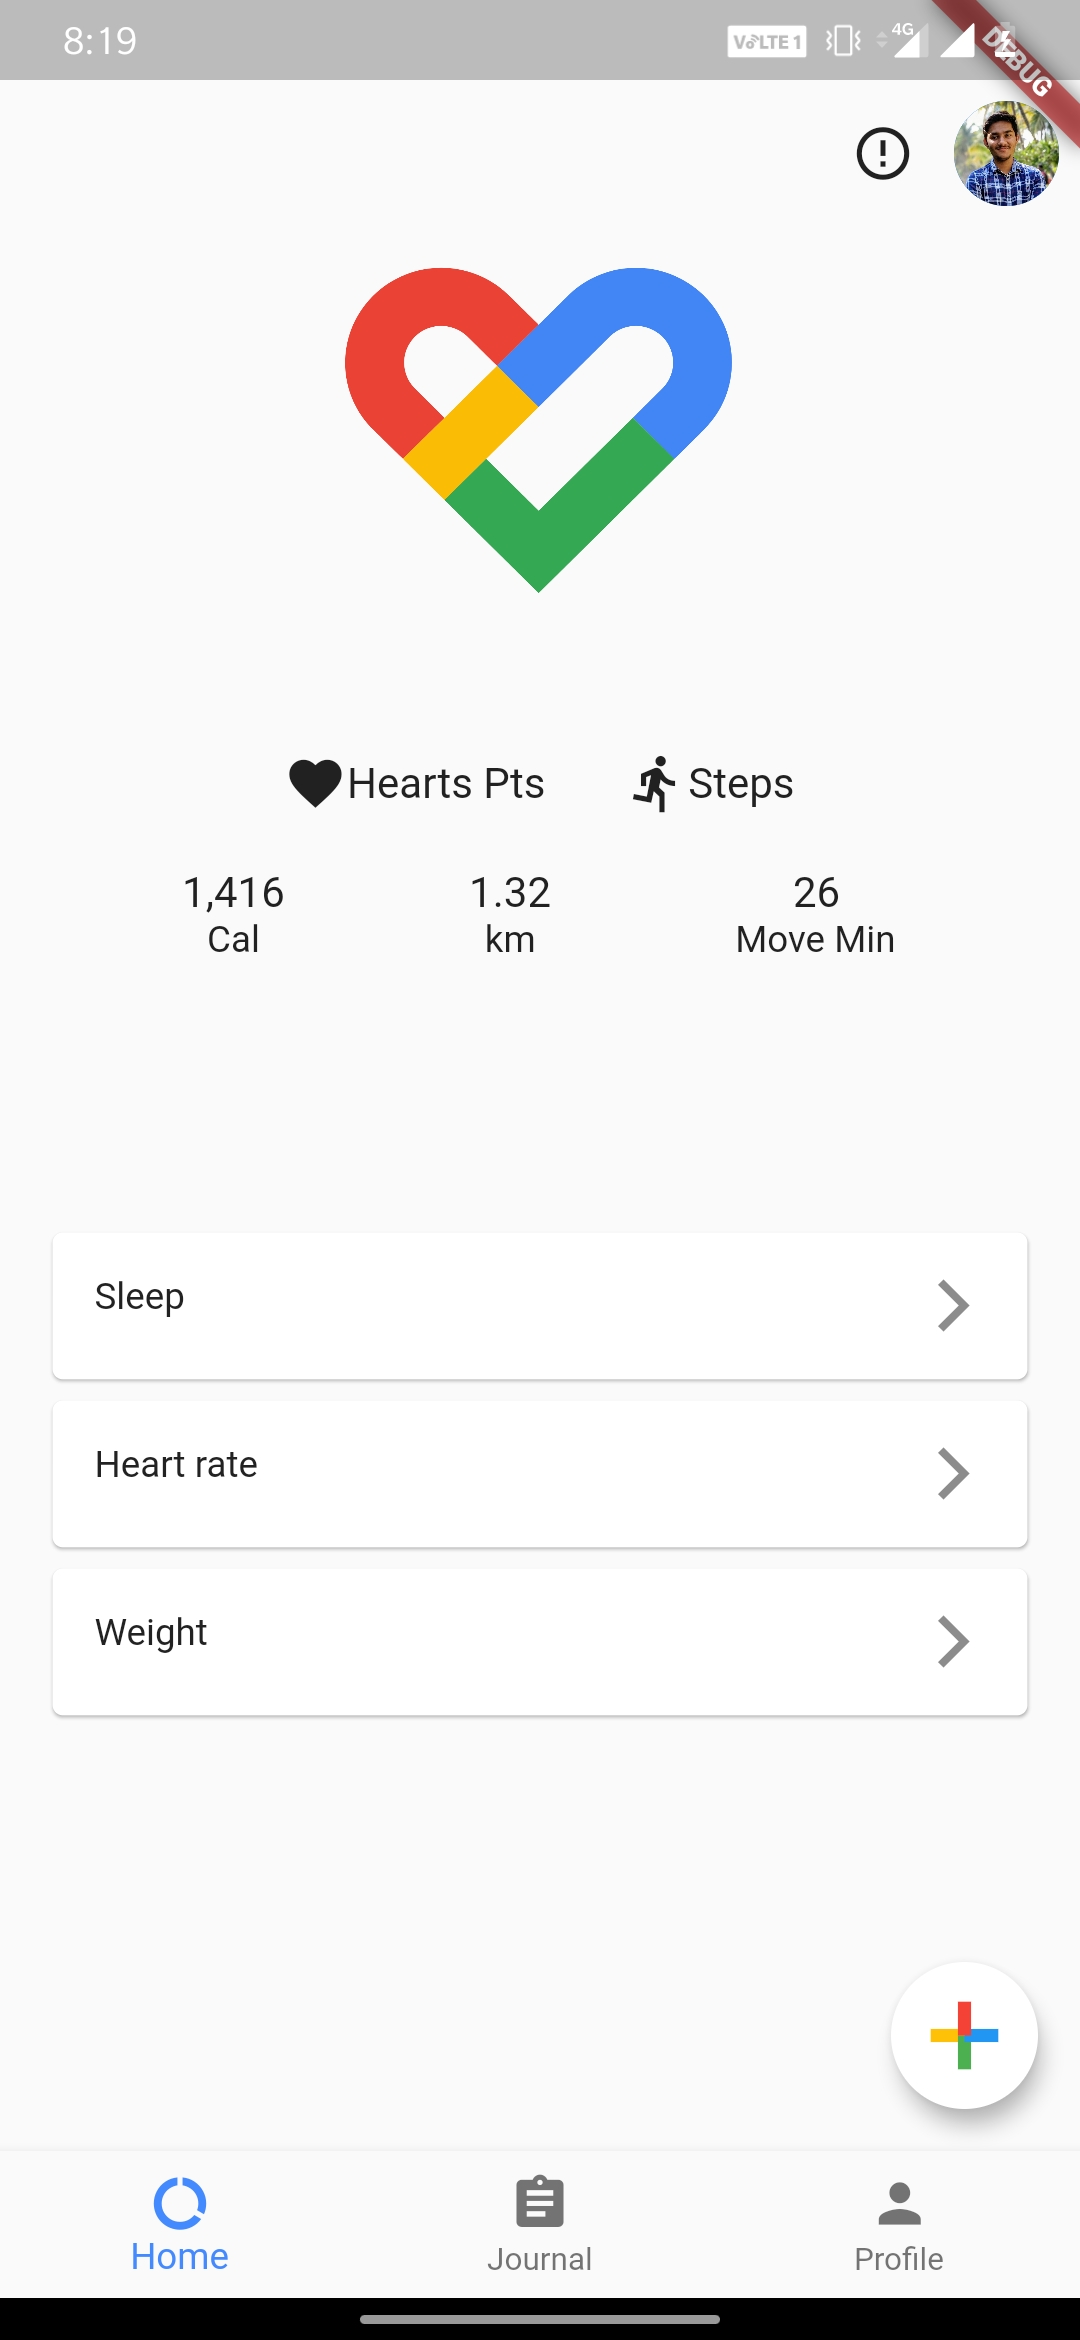 8:19 VoLTE 1 4G
DEBUG
Hearts Pts Steps
1,416 1.32 26
Cal km Move Min
Sleep
Heart rate
Weight
Home Journal Profile